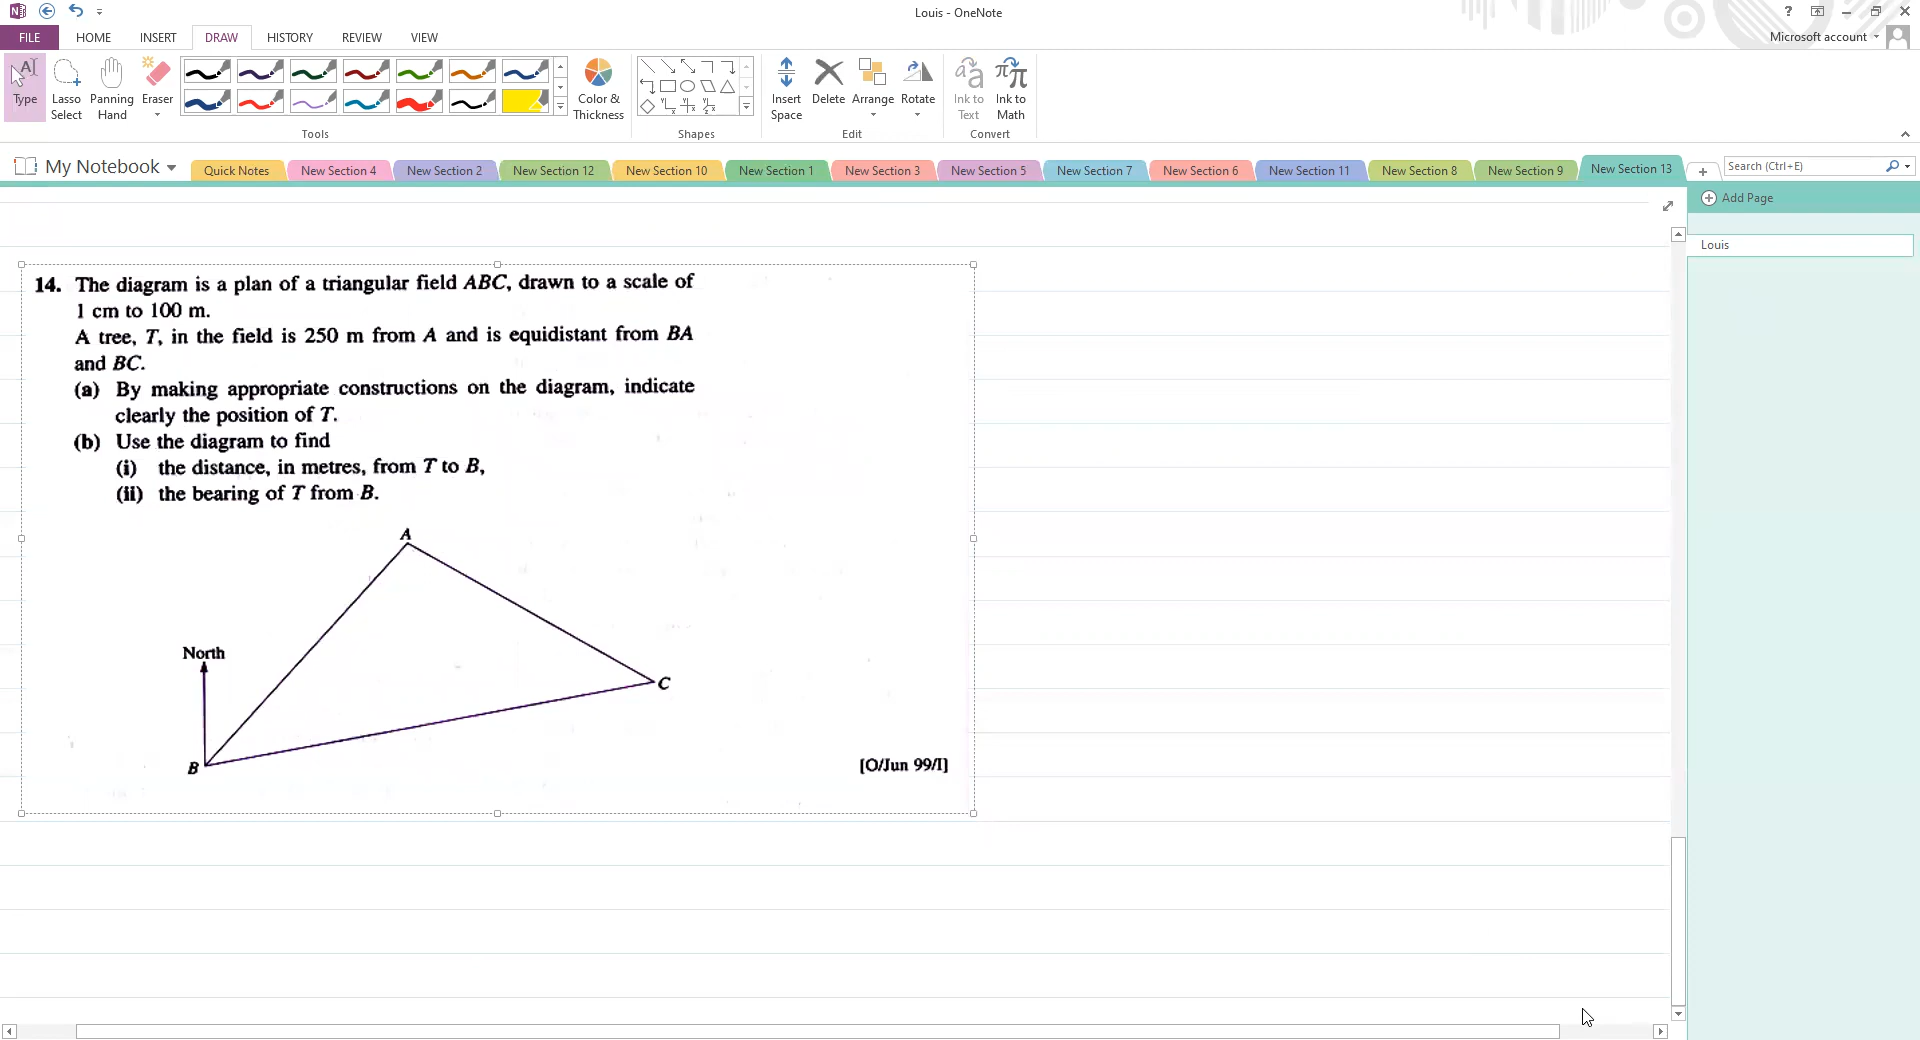 Louis - OneNote
?
FILE HOME INSERT DRAW HISTORY REVIEW VIEW
Microsoft account
Type
Lasso Select
Panning Hand
Eraser
Color & Thickness
Insert Space
Delete
Arrange
Rotate
Ink to Text
Ink to Math
Tools
Shapes
Edit
Convert
My Notebook
Quick Notes New Section 4 New Section 2 New Section 12 New Section 10 New Section 1 New Section 3 New Section 5 New Section 7 New Section 6 New Section 11 New Section 8 New Section 9 New Section 13
Search (Ctrl+E)
Add Page
Louis
14. The diagram is a plan of a triangular field ABC, drawn to a scale of
1 cm to 100 m.
A tree, T, in the field is 250 m from A and is equidistant from BA
and BC.
(a) By making appropriate constructions on the diagram, indicate
clearly the position of T.
(b) Use the diagram to find
(i) the distance, in metres, from T to B,
(ii) the bearing of T from B.
A
North
C
B
[O/Jun 99/I]